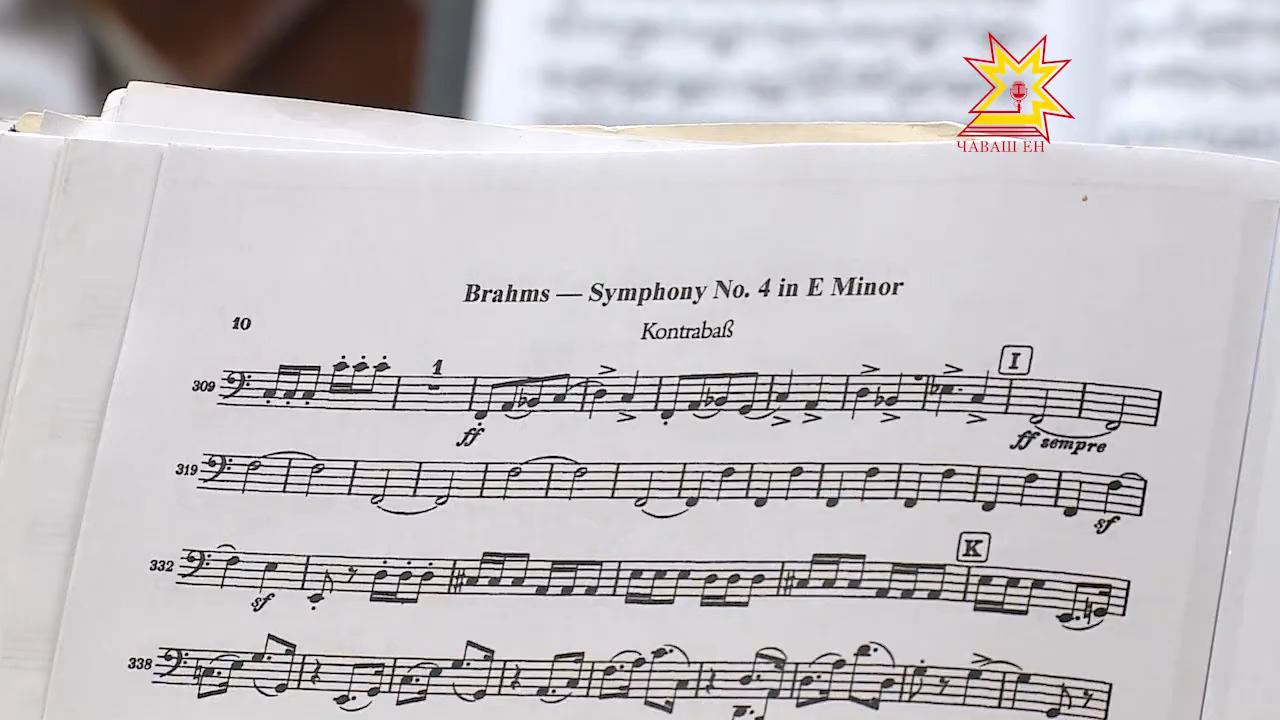 ЧӐВАШ ЕН
Brahms — Symphony No. 4 in E Minor
10
Kontrabaß
I
1
309
ff
ff sempre
319
sf
K
332
sf
338